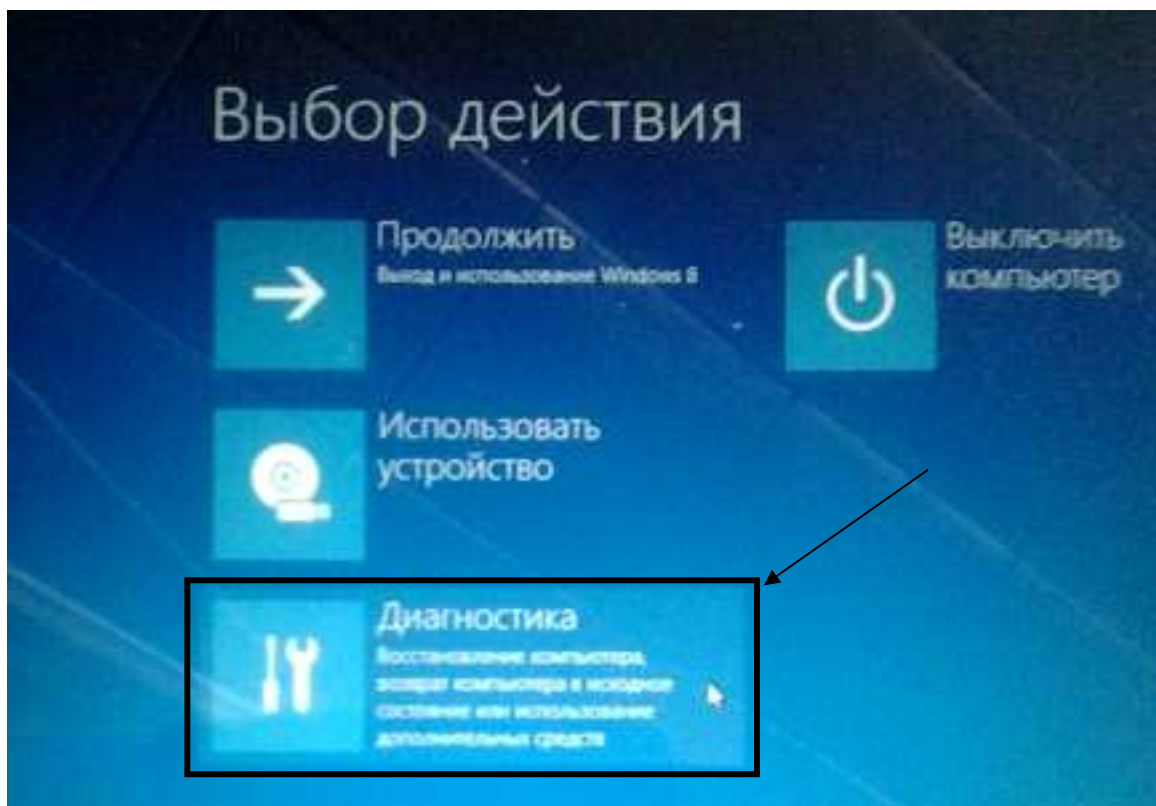 Выбор действия
Продолжить
Выход и использование Windows 8
Выключить
компьютер
Использовать
устройство
Диагностика
Восстановление компьютера,
возврат компьютера в исходное
состояние или использование
дополнительных средств